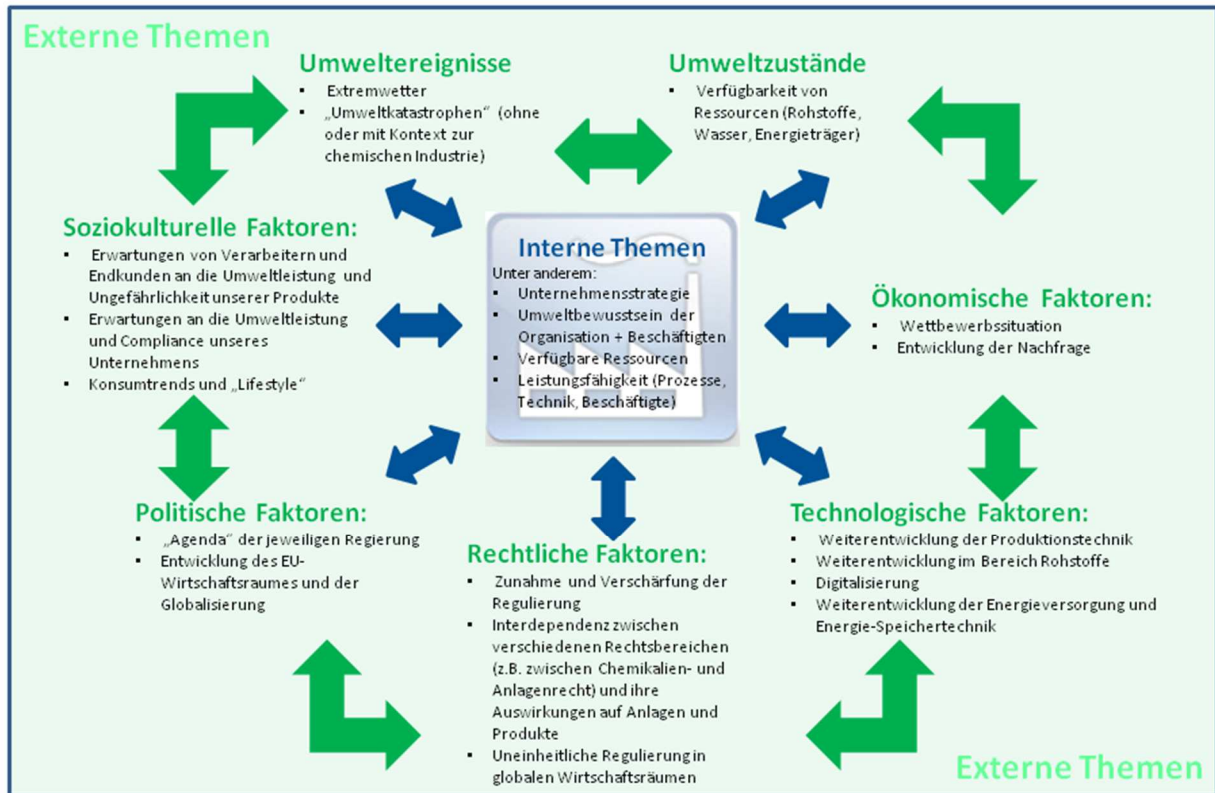 Externe Themen
Umweltereignisse
▪ Extremwetter
▪ „Umweltkatastrophen“ (ohne
oder mit Kontext zur
chemischen Industrie)
Umweltzustände
▪ Verfügbarkeit von
Ressourcen (Rohstoffe,
Wasser, Energieträger)
Soziokulturelle Faktoren:
▪ Erwartungen von Verarbeitern und
Endkunden an die Umweltleistung und
Ungefährlichkeit unserer Produkte
▪ Erwartungen an die Umweltleistung
und Compliance unseres
Unternehmens
▪ Konsumtrends und „Lifestyle“
Interne Themen
Unter anderem:
▪ Unternehmensstrategie
▪ Umweltbewusstsein der
Organisation + Beschäftigten
▪ Verfügbare Ressourcen
▪ Leistungsfähigkeit (Prozesse,
Technik, Beschäftigte)
Ökonomische Faktoren:
▪ Wettbewerbssituation
▪ Entwicklung der Nachfrage
Politische Faktoren:
▪ „Agenda“ der jeweiligen Regierung
▪ Entwicklung des EU-
Wirtschaftsraumes und der
Globalisierung
Rechtliche Faktoren:
▪ Zunahme und Verschärfung der
Regulierung
▪ Interdependenz zwischen
verschiedenen Rechtsbereichen
(z.B. zwischen Chemikalien- und
Anlagenrecht) und ihre
Auswirkungen auf Anlagen und
Produkte
▪ Uneinheitliche Regulierung in
globalen Wirtschaftsräumen
Technologische Faktoren:
▪ Weiterentwicklung der Produktionstechnik
▪ Weiterentwicklung im Bereich Rohstoffe
▪ Digitalisierung
▪ Weiterentwicklung der Energieversorgung und
Energie-Speichertechnik
Externe Themen